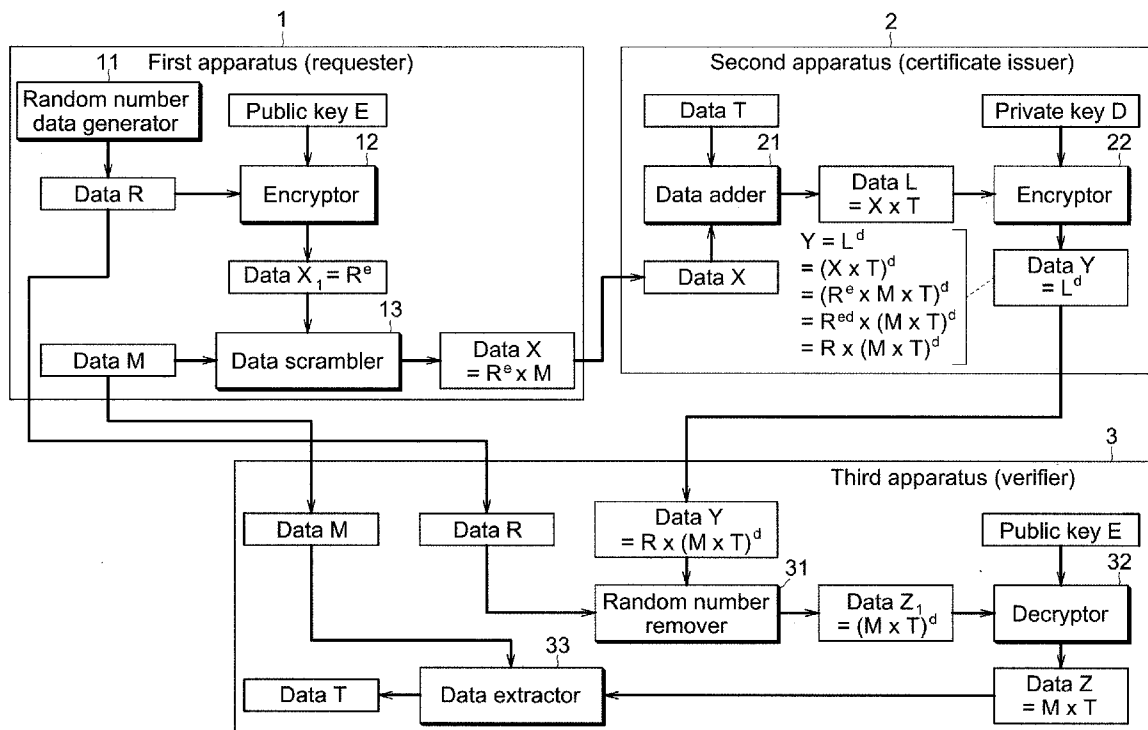 1
First apparatus (requester)
11
Random number
data generator
Public key E
12
Data R
Encryptor
Data X₁ = Rᵉ
13
Data M
Data scrambler
Data X
= Rᵉ x M
2
Second apparatus (certificate issuer)
Data T
Private key D
21
22
Data adder
Data L
= X x T
Encryptor
Data X
Y = Lᵈ
= (X x T)ᵈ
= (Rᵉ x M x T)ᵈ
= Rᵉᵈ x (M x T)ᵈ
= R x (M x T)ᵈ
Data Y
= Lᵈ
3
Third apparatus (verifier)
Data M
Data R
Data Y
= R x (M x T)ᵈ
Public key E
31
32
Random number
remover
Data Z₁
= (M x T)ᵈ
Decryptor
33
Data T
Data extractor
Data Z
= M x T